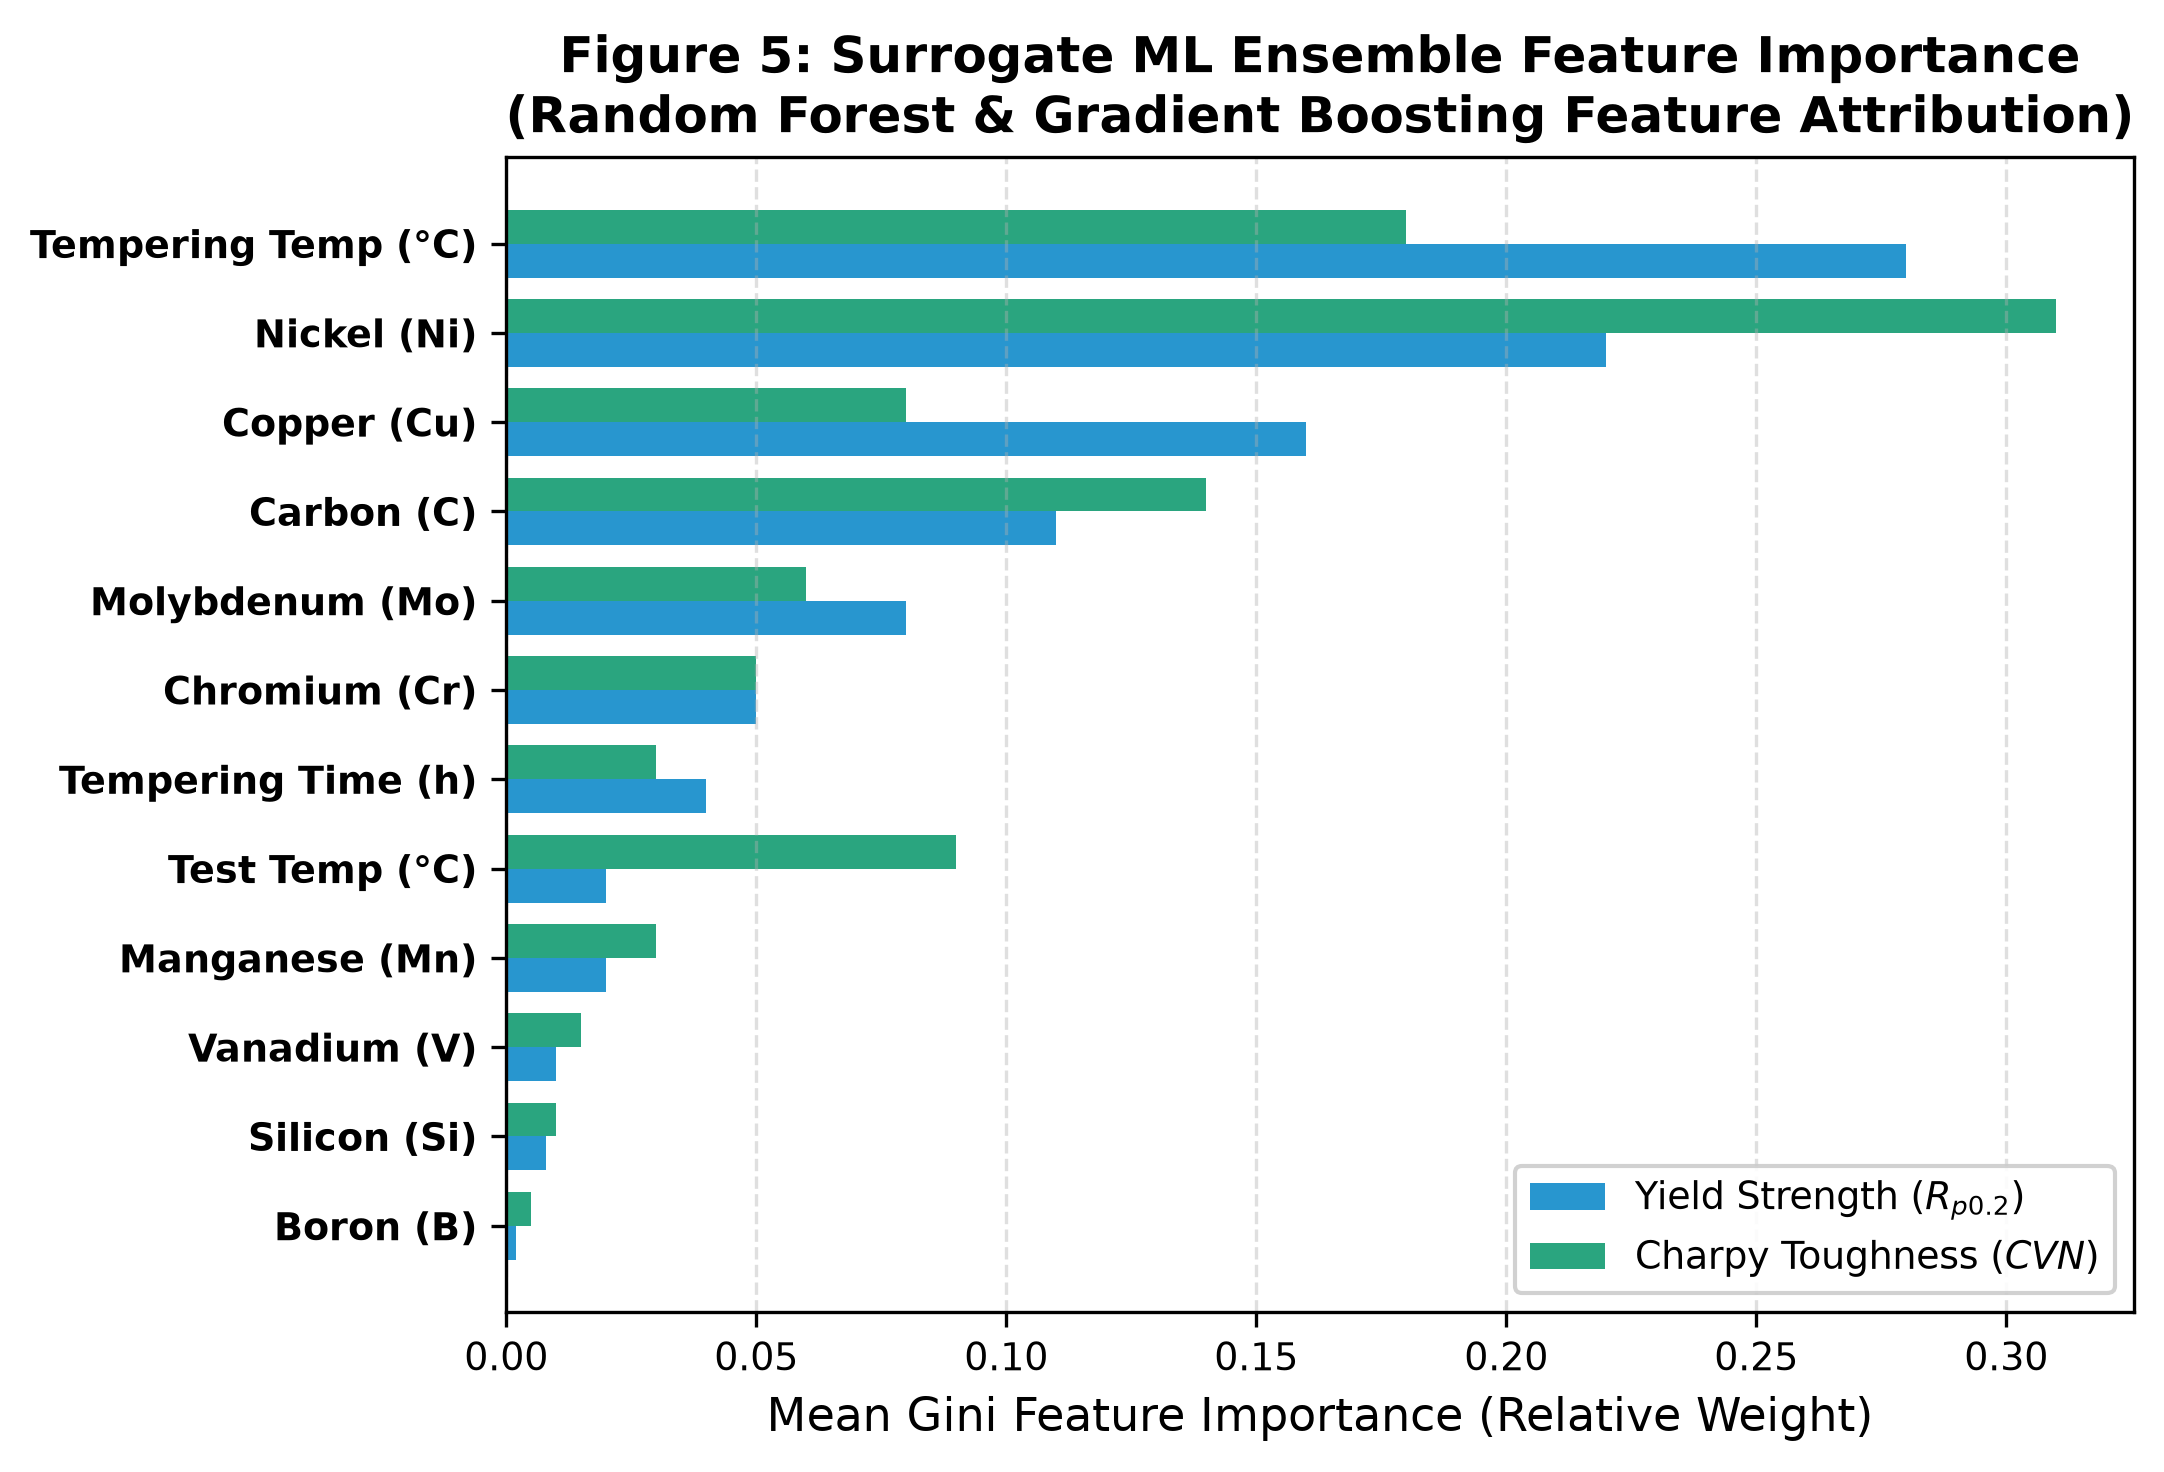 Figure 5: Surrogate ML Ensemble Feature Importance
(Random Forest & Gradient Boosting Feature Attribution)
Tempering Temp (°C)
Nickel (Ni)
Copper (Cu)
Carbon (C)
Molybdenum (Mo)
Chromium (Cr)
Tempering Time (h)
Test Temp (°C)
Manganese (Mn)
Vanadium (V)
Silicon (Si)
Boron (B)
Yield Strength (Rp0.2)
Charpy Toughness (CVN)
0.00 0.05 0.10 0.15 0.20 0.25 0.30
Mean Gini Feature Importance (Relative Weight)